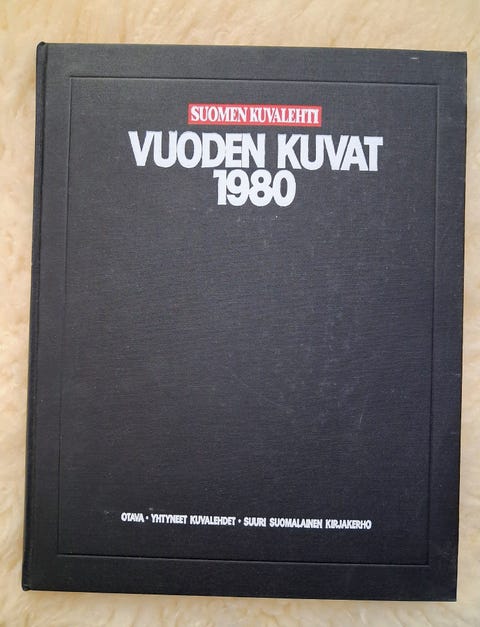 SUOMEN KUVALEHTI
VUODEN KUVAT
1980
OTAVA • YHTYNEET KUVALEHDET • SUURI SUOMALAINEN KIRJAKERHO